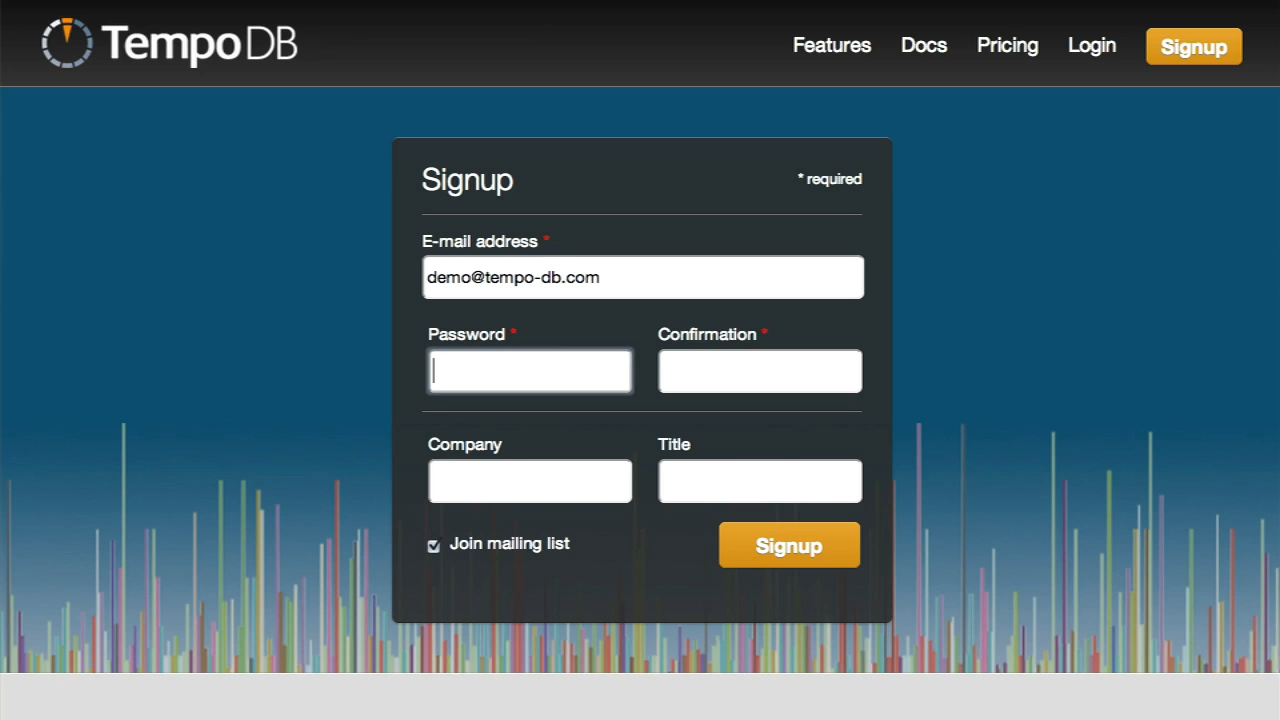 TempoDB
Features Docs Pricing Login Signup
Signup * required
E-mail address *
demo@tempo-db.com
Password * Confirmation *
Company Title
Join mailing list Signup